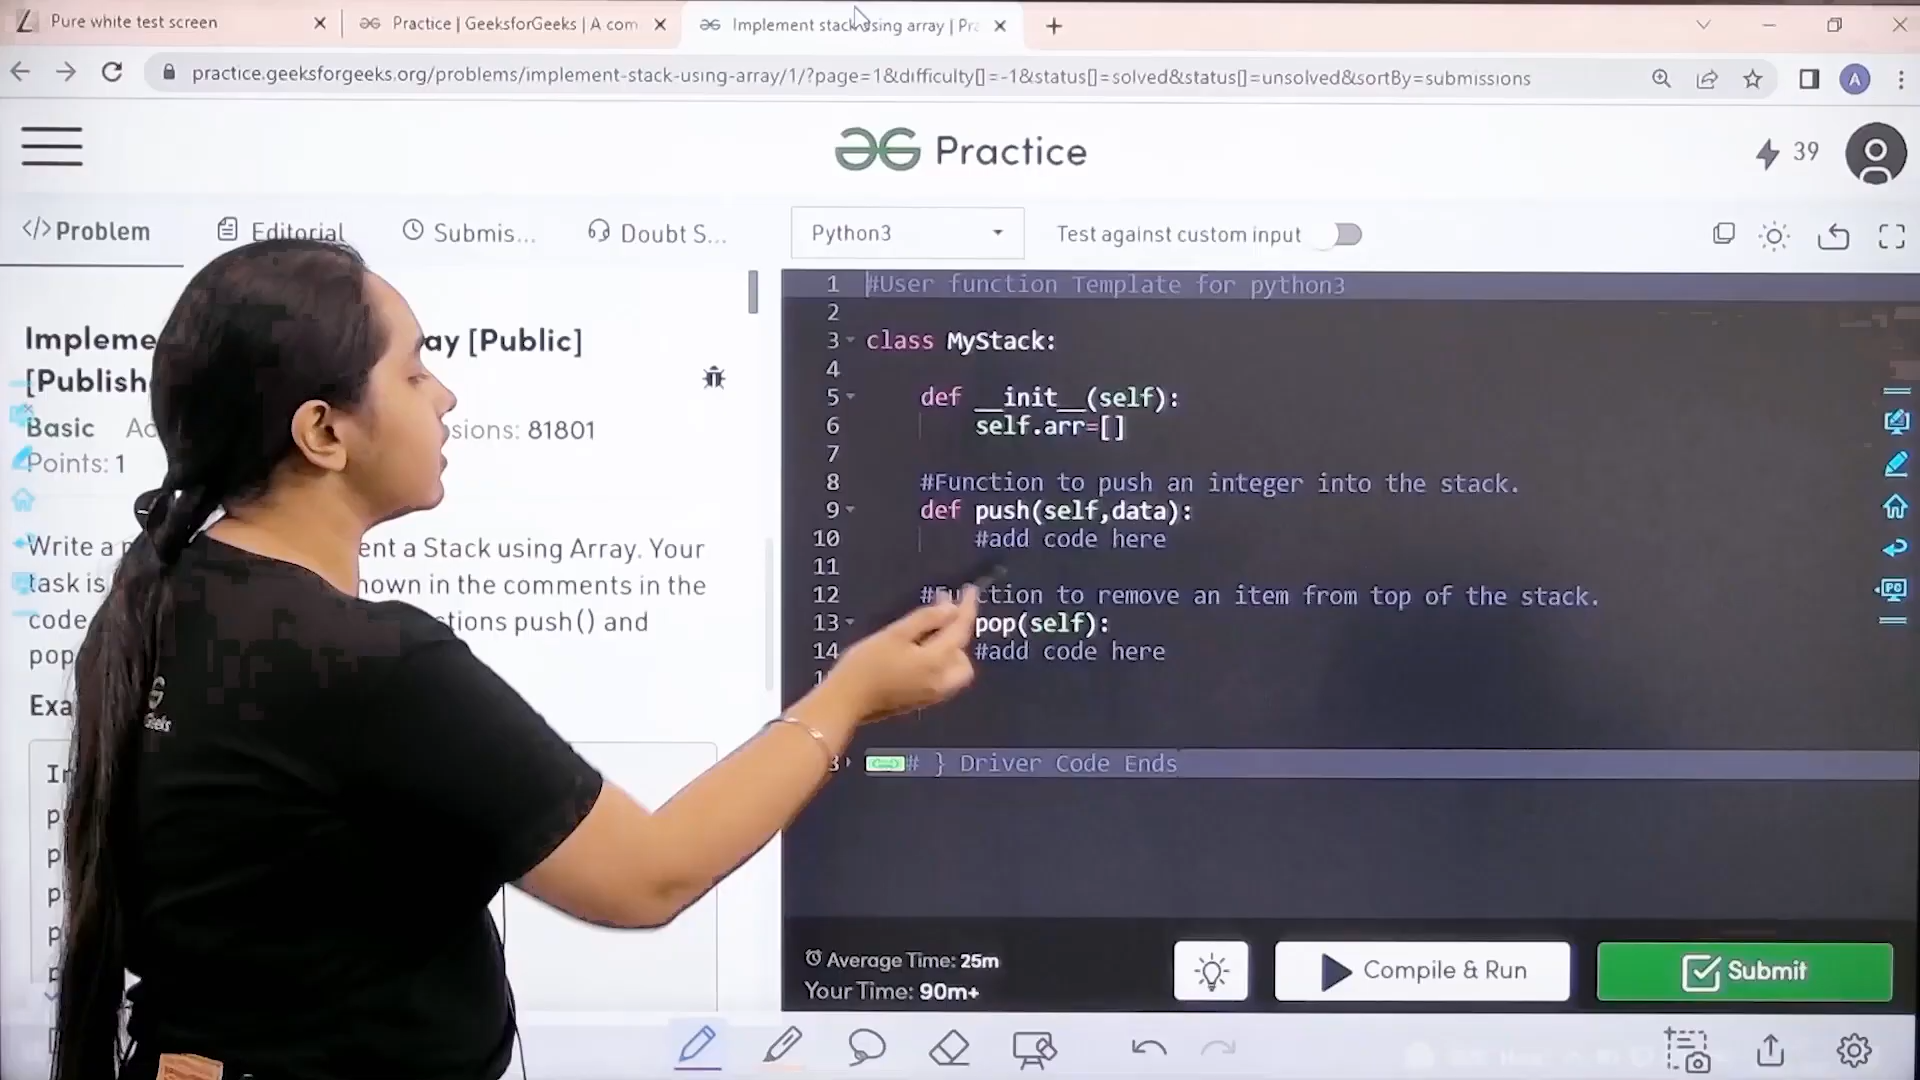 Pure white test screen
Practice | GeeksforGeeks | A com
Implement stack using array | Pra
practice.geeksforgeeks.org/problems/implement-stack-using-array/1/?page=1&difficulty[]=-1&status[]=solved&status[]=unsolved&sortBy=submissions
A
Practice
39
</>Problem
Editorial
Submis...
Doubt S...
Python3
Test against custom input
Impleme ay [Public]
[Publish
Basic Ac sions: 81801
Points: 1
Write a p ent a Stack using Array. Your
task is hown in the comments in the
code, ctions push() and
pop
Exa
1 #User function Template for python3
2
3 class MyStack:
4
5 def __init__(self):
6 self.arr=[]
7
8 #Function to push an integer into the stack.
9 def push(self,data):
10 #add code here
11
12 #Function to remove an item from top of the stack.
13 pop(self):
14 #add code here
# } Driver Code Ends
Average Time: 25m
Your Time: 90m+
Compile & Run
Submit
Geeks